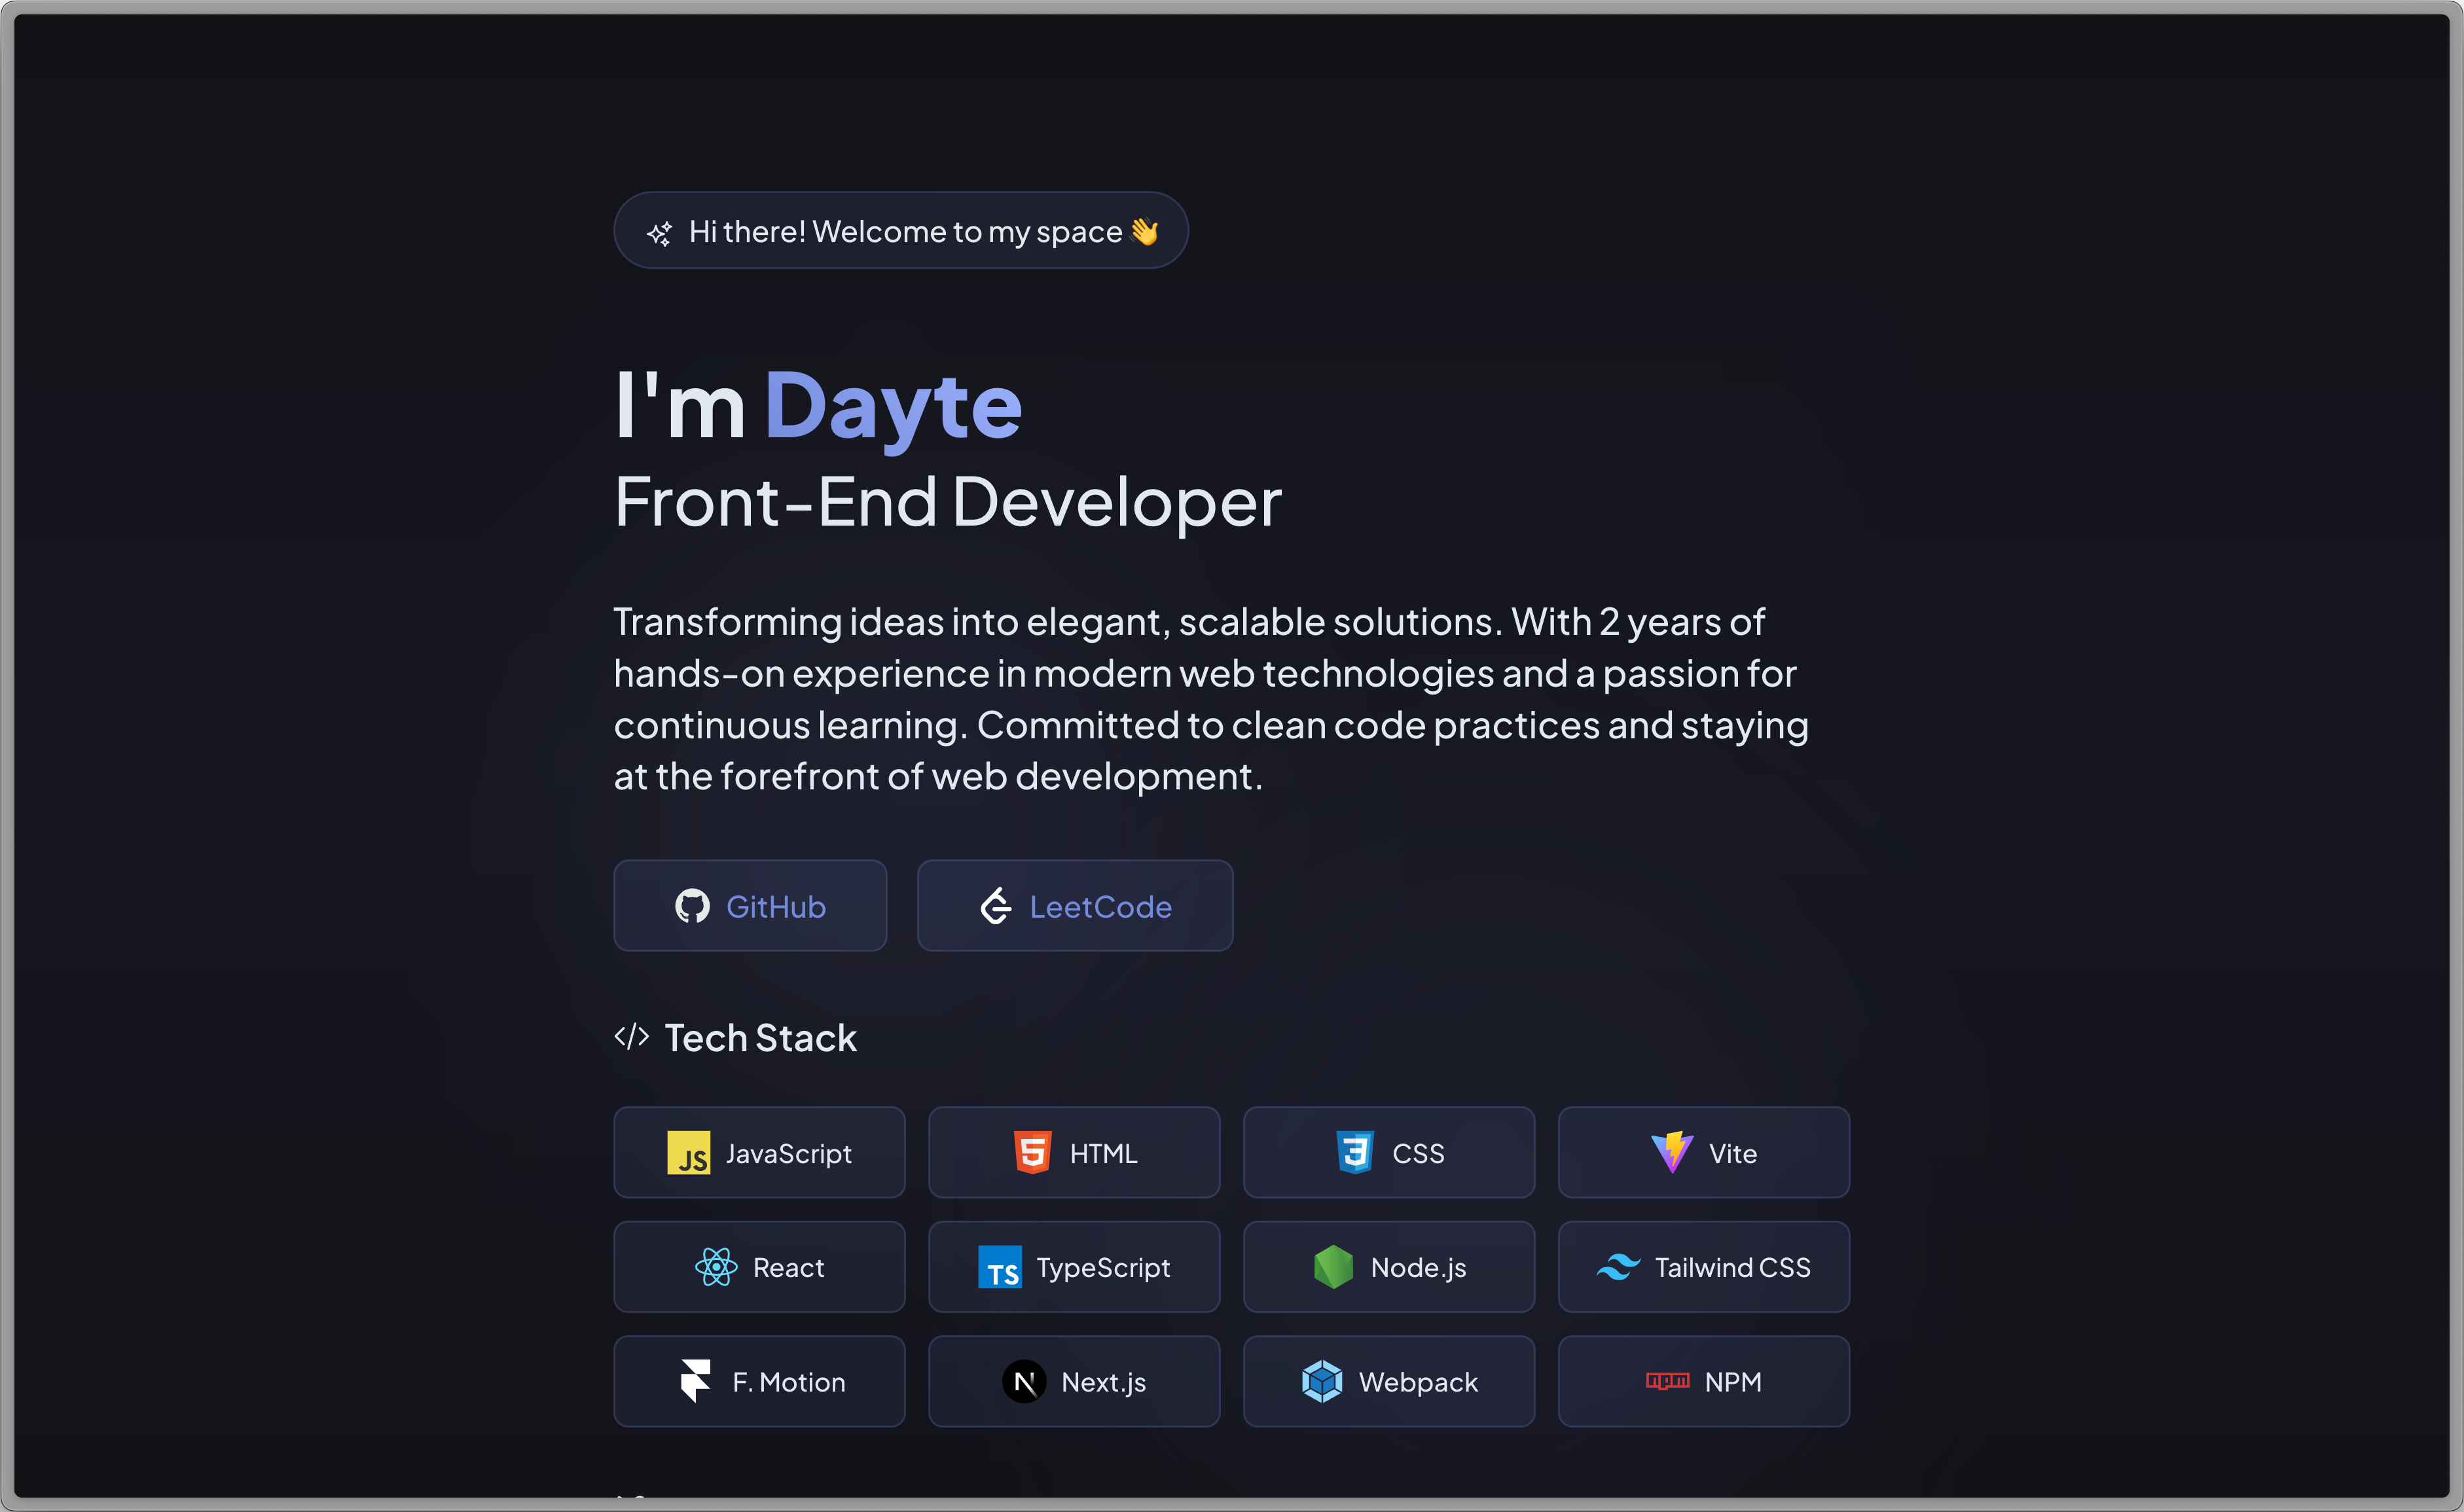 Hi there! Welcome to my space 👋
I'm Dayte
Front-End Developer
Transforming ideas into elegant, scalable solutions. With 2 years of
hands-on experience in modern web technologies and a passion for
continuous learning. Committed to clean code practices and staying
at the forefront of web development.
GitHub
LeetCode
</> Tech Stack
JS JavaScript
5 HTML
3 CSS
Vite
React
TS TypeScript
Node.js
Tailwind CSS
F. Motion
N Next.js
Webpack
npm NPM